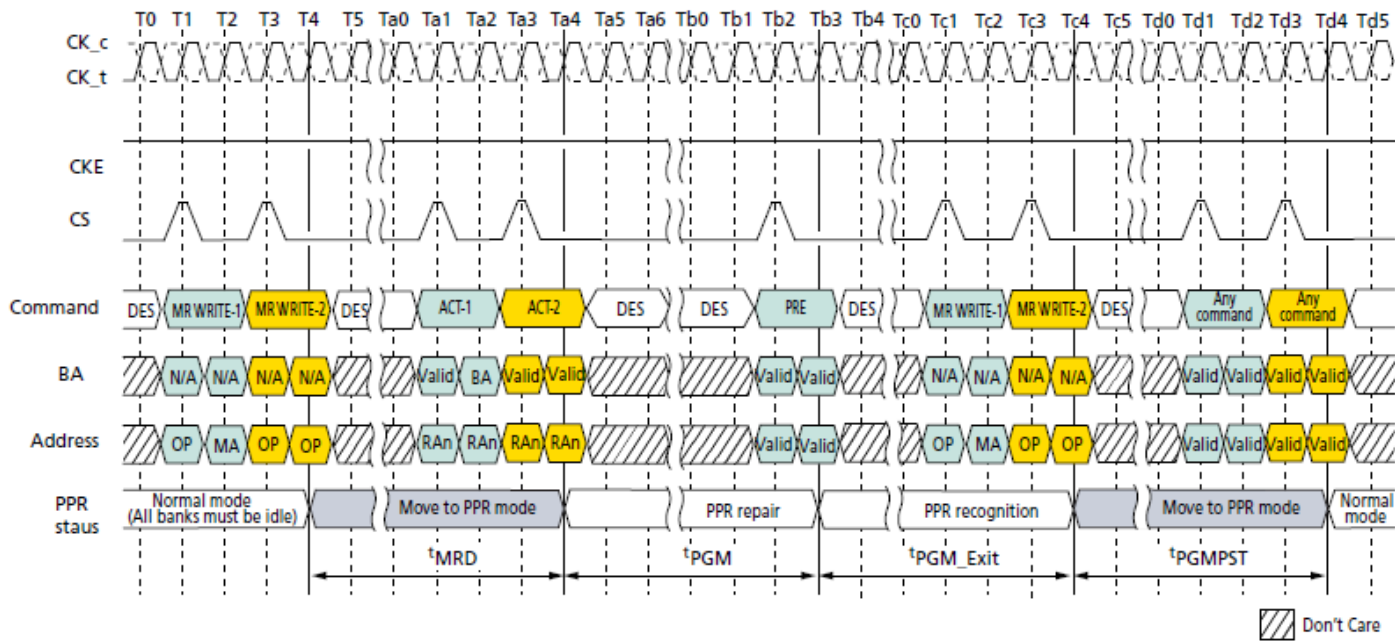 T0 T1 T2 T3 T4 T5 Ta0 Ta1 Ta2 Ta3 Ta4 Ta5 Ta6 Tb0 Tb1 Tb2 Tb3 Tb4 Tc0 Tc1 Tc2 Tc3 Tc4 Tc5 Td0 Td1 Td2 Td3 Td4 Td5
CK_c
CK_t
CKE
CS
Command DES MR WRITE-1 MR WRITE-2 DES ACT-1 ACT-2 DES DES PRE DES MR WRITE-1 MR WRITE-2 DES Any command Any command
BA N/A N/A N/A N/A Valid BA Valid Valid Valid Valid N/A N/A N/A N/A Valid Valid Valid Valid
Address OP MA OP OP RAn RAn RAn RAn Valid Valid OP MA OP OP Valid Valid Valid Valid
PPR
staus
Normal mode
(All banks must be idle)
Move to PPR mode
PPR repair
PPR recognition
Move to PPR mode
Normal
mode
tMRD tPGM tPGM_Exit tPGMPST
Don't Care